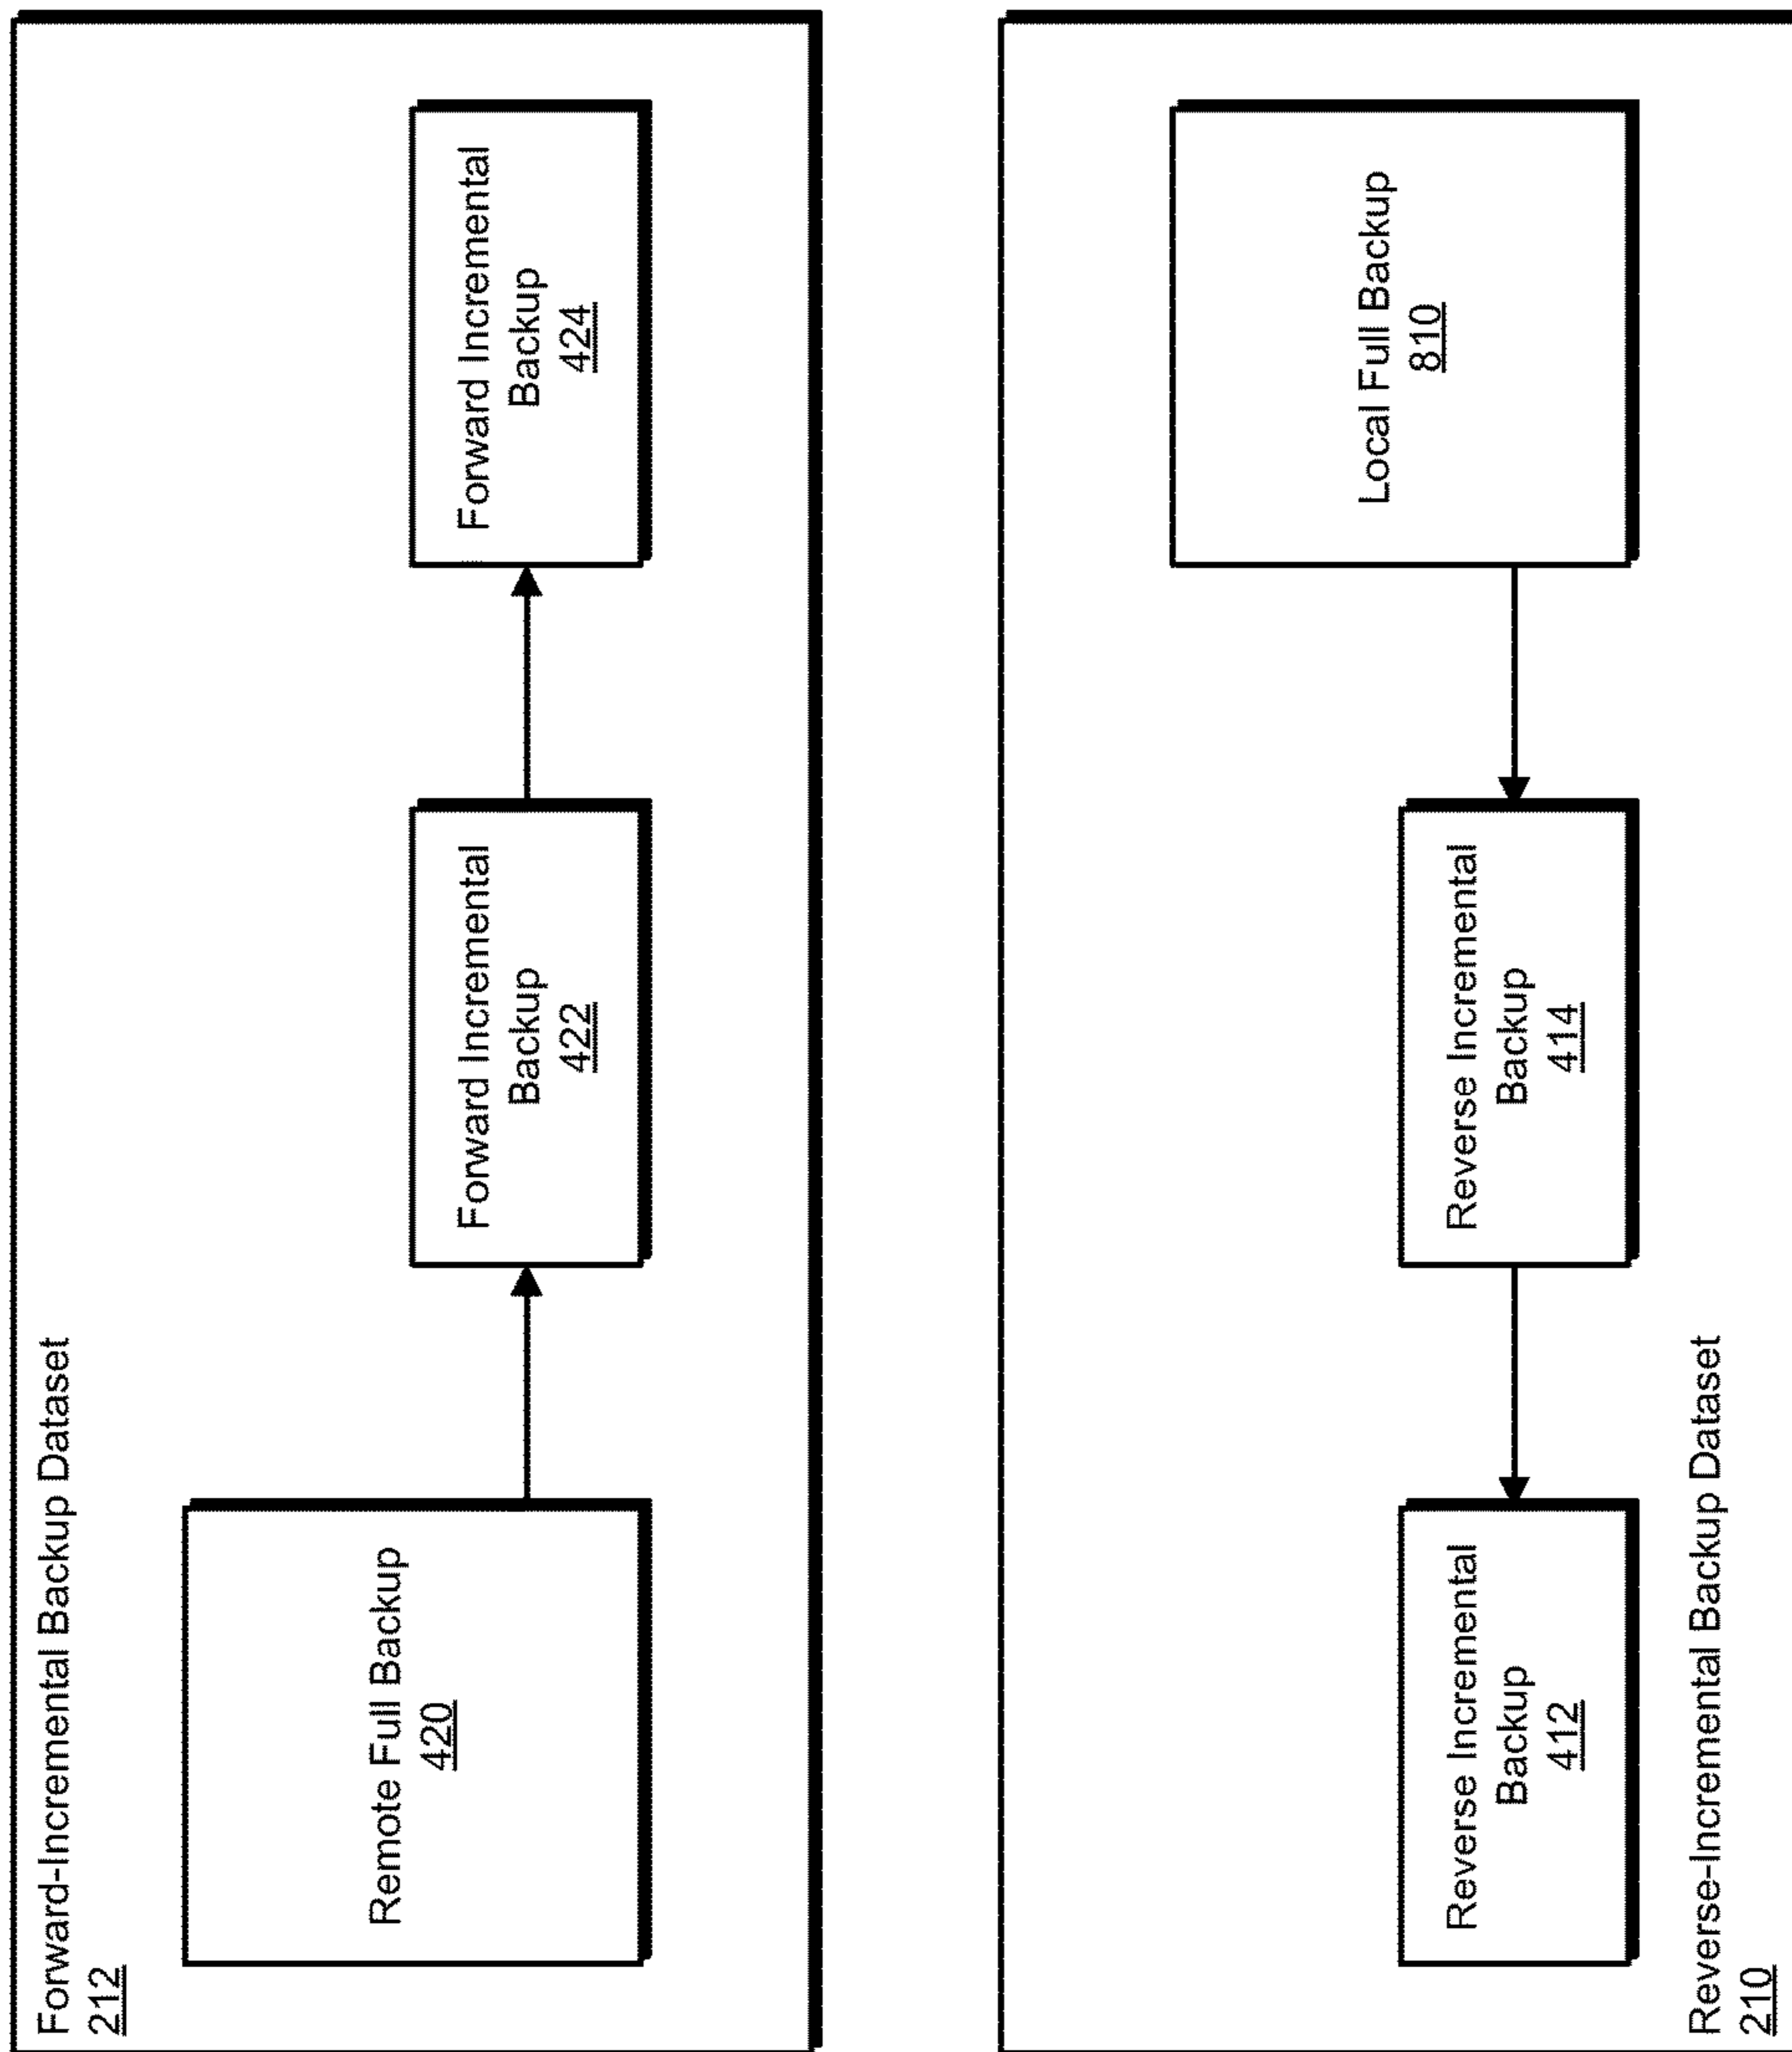 Forward-Incremental Backup Dataset
212
Remote Full Backup
420
Forward Incremental
Backup
422
Forward Incremental
Backup
424
Reverse Incremental
Backup
412
Reverse Incremental
Backup
414
Local Full Backup
810
Reverse-Incremental Backup Dataset
210